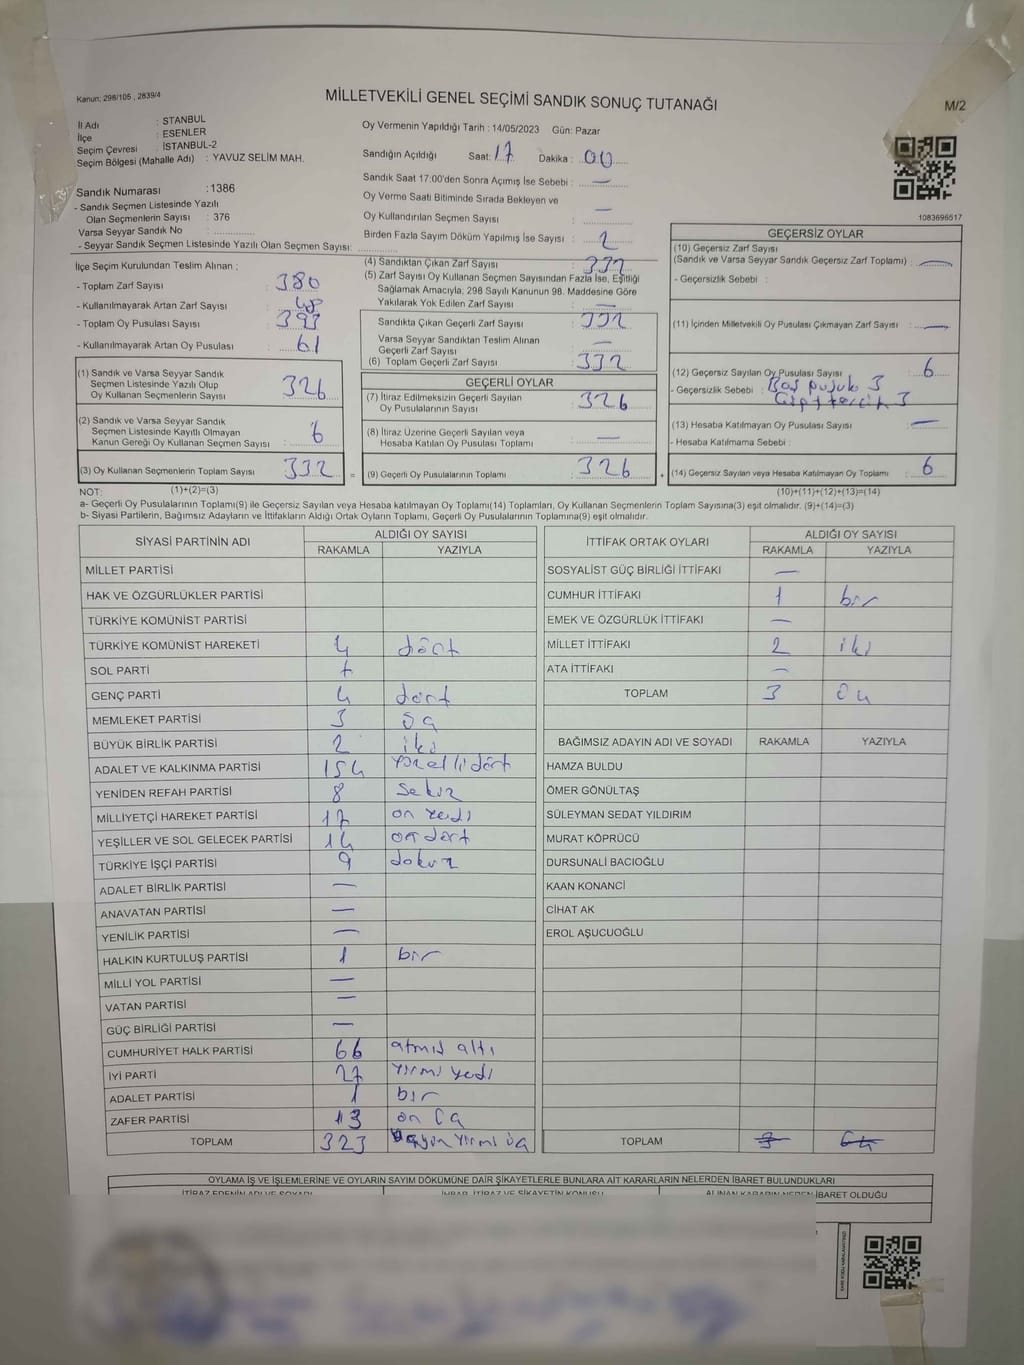 Kanun; 298/105 , 2839/4
MİLLETVEKİLİ GENEL SEÇİMİ SANDIK SONUÇ TUTANAĞI
M/2
İl Adı : STANBUL
İlçe : ESENLER
Seçim Çevresi : İSTANBUL-2
Seçim Bölgesi (Mahalle Adı) : YAVUZ SELİM MAH.
Sandık Numarası :1386
- Sandık Seçmen Listesinde Yazılı
Olan Seçmenlerin Sayısı : 376
Varsa Seyyar Sandık No :
- Seyyar Sandık Seçmen Listesinde Yazılı Olan Seçmen Sayısı:
Oy Vermenin Yapıldığı Tarih : 14/05/2023 Gün: Pazar
Sandığın Açıldığı Saat: 17 Dakika : 00
Sandık Saat 17:00'den Sonra Açımış İse Sebebi : —
Oy Verme Saati Bitiminde Sırada Bekleyen ve
Oy Kullandırılan Seçmen Sayısı : —
Birden Fazla Sayım Döküm Yapılmış İse Sayısı : 2
1083696517
İlçe Seçim Kurulundan Teslim Alınan ;
- Toplam Zarf Sayısı : 380
- Kullanılmayarak Artan Zarf Sayısı : 48
- Toplam Oy Pusulası Sayısı : 393
- Kullanılmayarak Artan Oy Pusulası : 61
(1) Sandık ve Varsa Seyyar Sandık
Seçmen Listesinde Yazılı Olup
Oy Kullanan Seçmenlerin Sayısı : 326
(2) Sandık ve Varsa Seyyar Sandık
Seçmen Listesinde Kayıtlı Olmayan
Kanun Gereği Oy Kullanan Seçmen Sayısı : 6
(3) Oy Kullanan Seçmenlerin Toplam Sayısı : 332
(4) Sandıktan Çıkan Zarf Sayısı : 332
(5) Zarf Sayısı Oy Kullanan Seçmen Sayısından Fazla İse, Eşitliği
Sağlamak Amacıyla; 298 Sayılı Kanunun 98. Maddesine Göre
Yakılarak Yok Edilen Zarf Sayısı : —
Sandıkta Çıkan Geçerli Zarf Sayısı : 332
Varsa Seyyar Sandıktan Teslim Alınan
Geçerli Zarf Sayısı : —
(6) Toplam Geçerli Zarf Sayısı : 332
GEÇERLİ OYLAR
(7) İtiraz Edilmeksizin Geçerli Sayılan
Oy Pusulalarının Sayısı : 326
(8) İtiraz Üzerine Geçerli Sayılan veya
Hesaba Katılan Oy Pusulası Toplamı : —
= (9) Geçerli Oy Pusulalarının Toplamı : 326
GEÇERSİZ OYLAR
(10) Geçersiz Zarf Sayısı
(Sandık ve Varsa Seyyar Sandık Geçersiz Zarf Toplamı) : —
- Geçersizlik Sebebi :
(11) İçinden Milletvekili Oy Pusulası Çıkmayan Zarf Sayısı : —
(12) Geçersiz Sayılan Oy Pusulası Sayısı : 6
- Geçersizlik Sebebi : 3
3
(13) Hesaba Katılmayan Oy Pusulası Sayısı : —
- Hesaba Katılmama Sebebi :
+ (14) Geçersiz Sayılan veya Hesaba Katılmayan Oy Toplamı : 6
NOT: (1)+(2)=(3)
(10)+(11)+(12)+(13)=(14)
a- Geçerli Oy Pusulalarının Toplamı(9) ile Geçersiz Sayılan veya Hesaba katılmayan Oy Toplamı(14) Toplamları, Oy Kullanan Seçmenlerin Toplam Sayısına(3) eşit olmalıdır. (9)+(14)=(3)
b- Siyasi Partilerin, Bağımsız Adayların ve İttifakların Aldığı Ortak Oyların Toplamı, Geçerli Oy Pusulalarının Toplamına(9) eşit olmalıdır.
SİYASİ PARTİNİN ADI ALDIĞI OY SAYISI
RAKAMLA YAZIYLA
MİLLET PARTİSİ
HAK VE ÖZGÜRLÜKLER PARTİSİ
TÜRKİYE KOMÜNİST PARTİSİ
TÜRKİYE KOMÜNİST HAREKETİ 4 dört
SOL PARTİ
GENÇ PARTİ 4 dört
MEMLEKET PARTİSİ 3 üç
BÜYÜK BİRLİK PARTİSİ 2 iki
ADALET VE KALKINMA PARTİSİ 154 yüzellidört
YENİDEN REFAH PARTİSİ 8 sekiz
MİLLİYETÇİ HAREKET PARTİSİ 17 on yedi
YEŞİLLER VE SOL GELECEK PARTİSİ 14 on dört
TÜRKİYE İŞÇİ PARTİSİ 9 dokuz
ADALET BİRLİK PARTİSİ —
ANAVATAN PARTİSİ —
YENİLİK PARTİSİ —
HALKIN KURTULUŞ PARTİSİ 1 bir
MİLLİ YOL PARTİSİ —
VATAN PARTİSİ —
GÜÇ BİRLİĞİ PARTİSİ —
CUMHURİYET HALK PARTİSİ 66 atmış altı
İYİ PARTİ 27 yirmi yedi
ADALET PARTİSİ 1 bir
ZAFER PARTİSİ 13 on üç
TOPLAM 323 üçyüzyirmi üç
İTTİFAK ORTAK OYLARI ALDIĞI OY SAYISI
RAKAMLA YAZIYLA
SOSYALİST GÜÇ BİRLİĞİ İTTİFAKI —
CUMHUR İTTİFAKI 1 bir
EMEK VE ÖZGÜRLÜK İTTİFAKI —
MİLLET İTTİFAKI 2 iki
ATA İTTİFAKI —
TOPLAM 3 üç
BAĞIMSIZ ADAYIN ADI VE SOYADI RAKAMLA YAZIYLA
HAMZA BULDU
ÖMER GÖNÜLTAŞ
SÜLEYMAN SEDAT YILDIRIM
MURAT KÖPRÜCÜ
DURSUNALİ BACIOĞLU
KAAN KONANCİ
CİHAT AK
EROL AŞUCUOĞLU
TOPLAM
OYLAMA İŞ VE İŞLEMLERİNE VE OYLARIN SAYIM DÖKÜMÜNE DAİR ŞİKAYETLERLE BUNLARA AİT KARARLARIN NELERDEN İBARET BULUNDUKLARI
İTİRAZ EDENİN ADI VE SOYADI İHBAR, İTİRAZ VE ŞİKAYETİN KONUSU ALINAN KARARIN NEDEN İBARET OLDUĞU